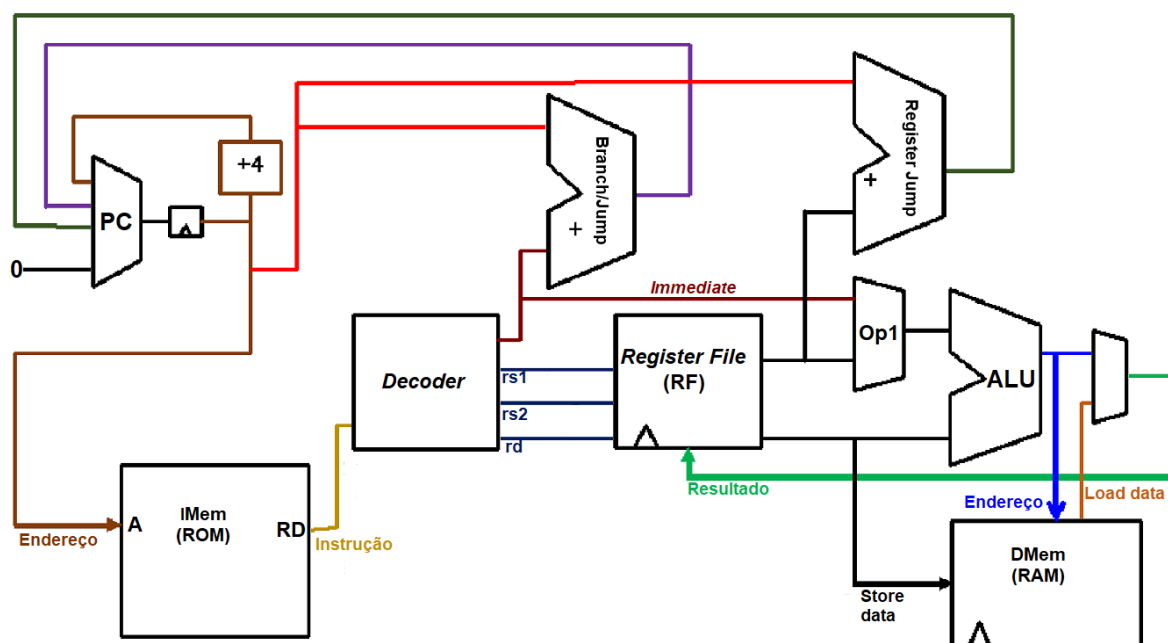 +4
PC
0
Branch/Jump
+
Register Jump
+
Immediate
Op1
Decoder
rs1
rs2
rd
Register File
(RF)
ALU
Resultado
Endereço
Load data
A
IMem
(ROM)
RD
Endereço
Instrução
Store
data
DMem
(RAM)